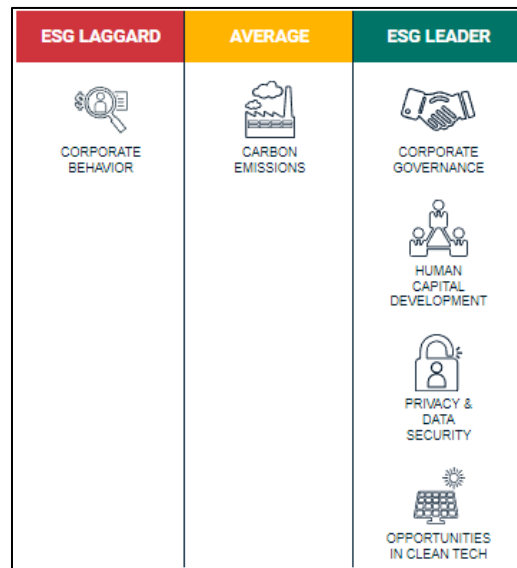 ESG LAGGARD
AVERAGE
ESG LEADER
CORPORATE
BEHAVIOR
CARBON
EMISSIONS
CORPORATE
GOVERNANCE
HUMAN
CAPITAL
DEVELOPMENT
PRIVACY &
DATA
SECURITY
OPPORTUNITIES
IN CLEAN TECH